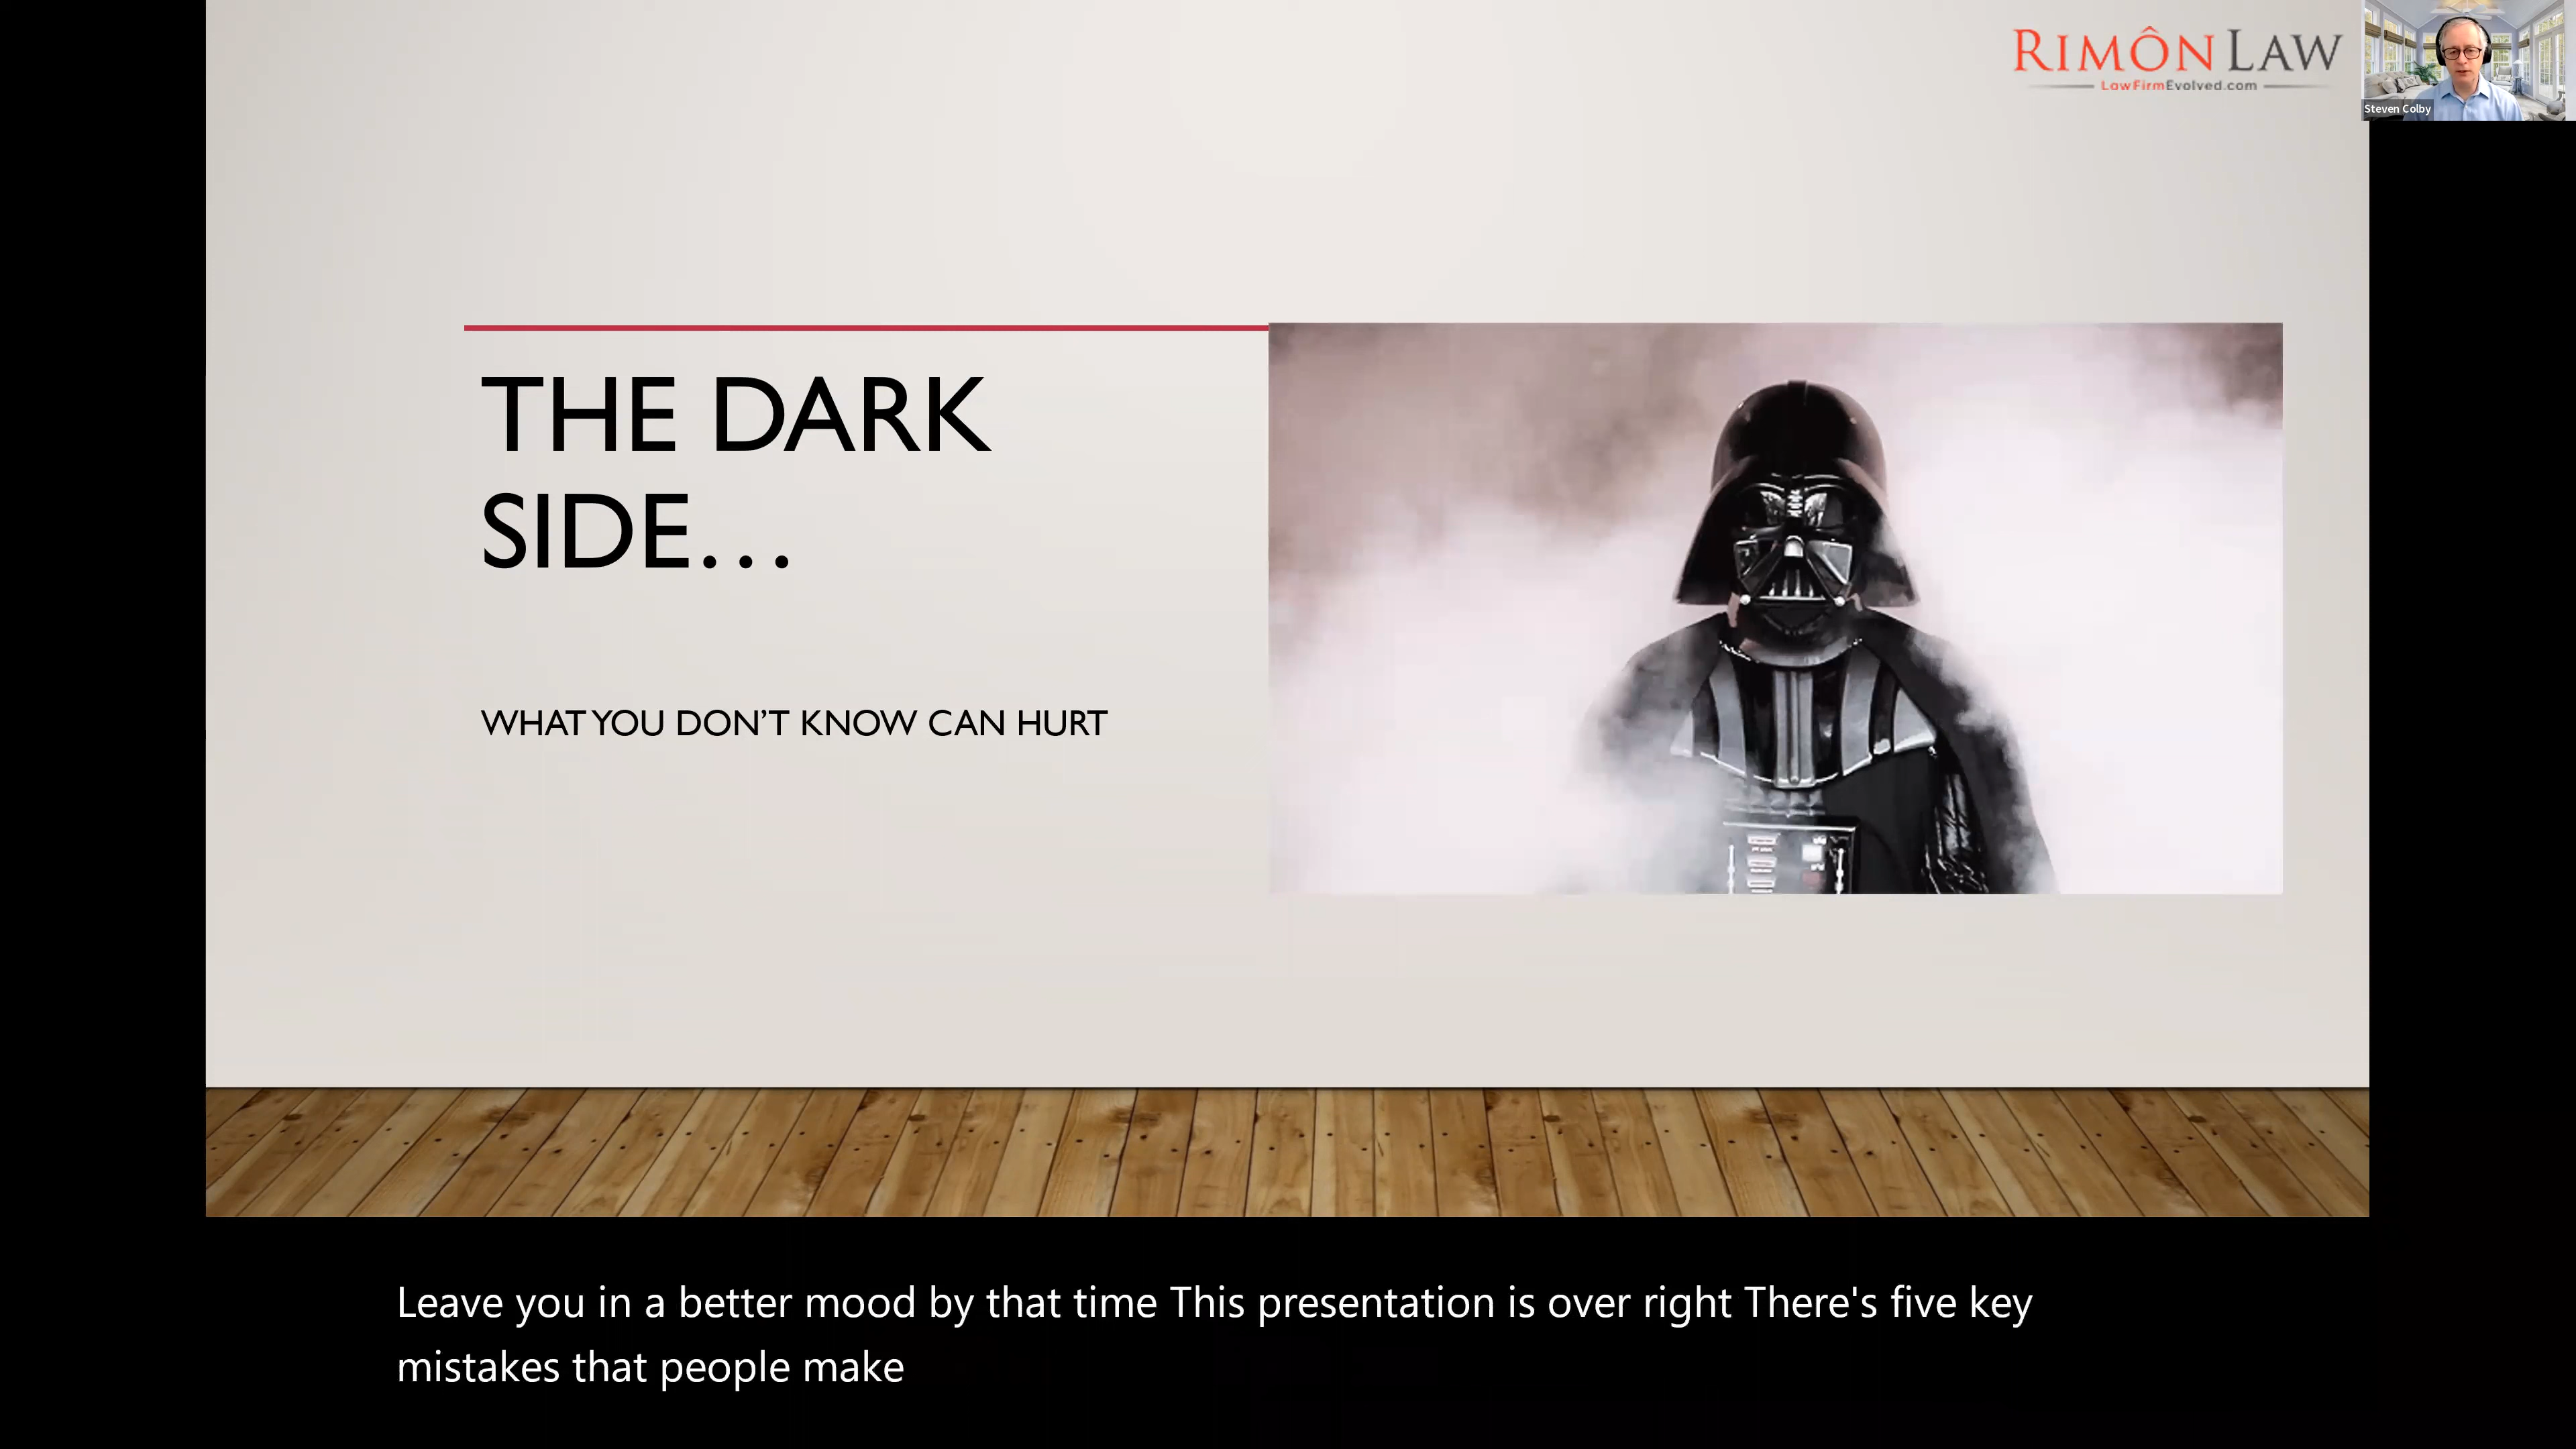 RIMÔN LAW
LawFirmEvolved.com
Steven Colby
THE DARK
SIDE...
WHAT YOU DON'T KNOW CAN HURT
Leave you in a better mood by that time This presentation is over right There's five key
mistakes that people make